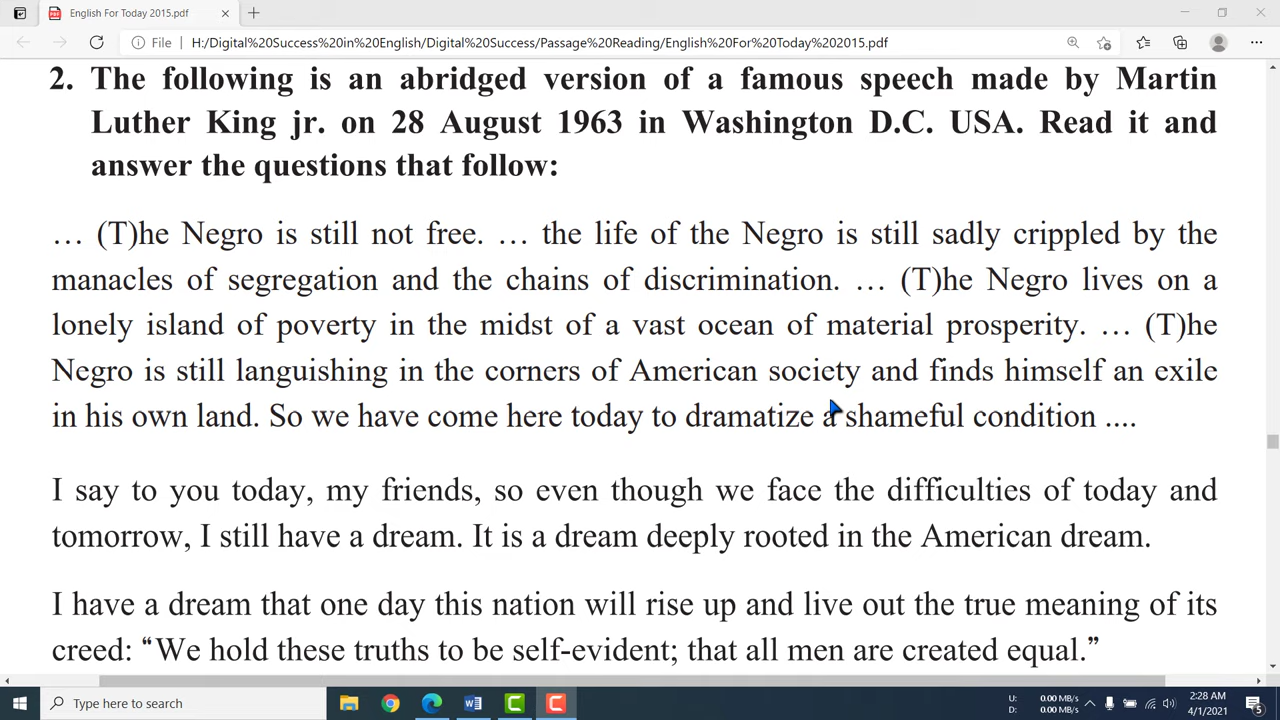 English For Today 2015.pdf
File
H:/Digital%20Success%20in%20English/Digital%20Success/Passage%20Reading/English%20For%20Today%202015.pdf
2. The following is an abridged version of a famous speech made by Martin
Luther King jr. on 28 August 1963 in Washington D.C. USA. Read it and
answer the questions that follow:
… (T)he Negro is still not free. … the life of the Negro is still sadly crippled by the
manacles of segregation and the chains of discrimination. … (T)he Negro lives on a
lonely island of poverty in the midst of a vast ocean of material prosperity. … (T)he
Negro is still languishing in the corners of American society and finds himself an exile
in his own land. So we have come here today to dramatize a shameful condition ....
I say to you today, my friends, so even though we face the difficulties of today and
tomorrow, I still have a dream. It is a dream deeply rooted in the American dream.
I have a dream that one day this nation will rise up and live out the true meaning of its
creed: “We hold these truths to be self-evident; that all men are created equal.”
Type here to search
U: 0.00 MB/s
D: 0.00 MB/s
2:28 AM
4/1/2021
5